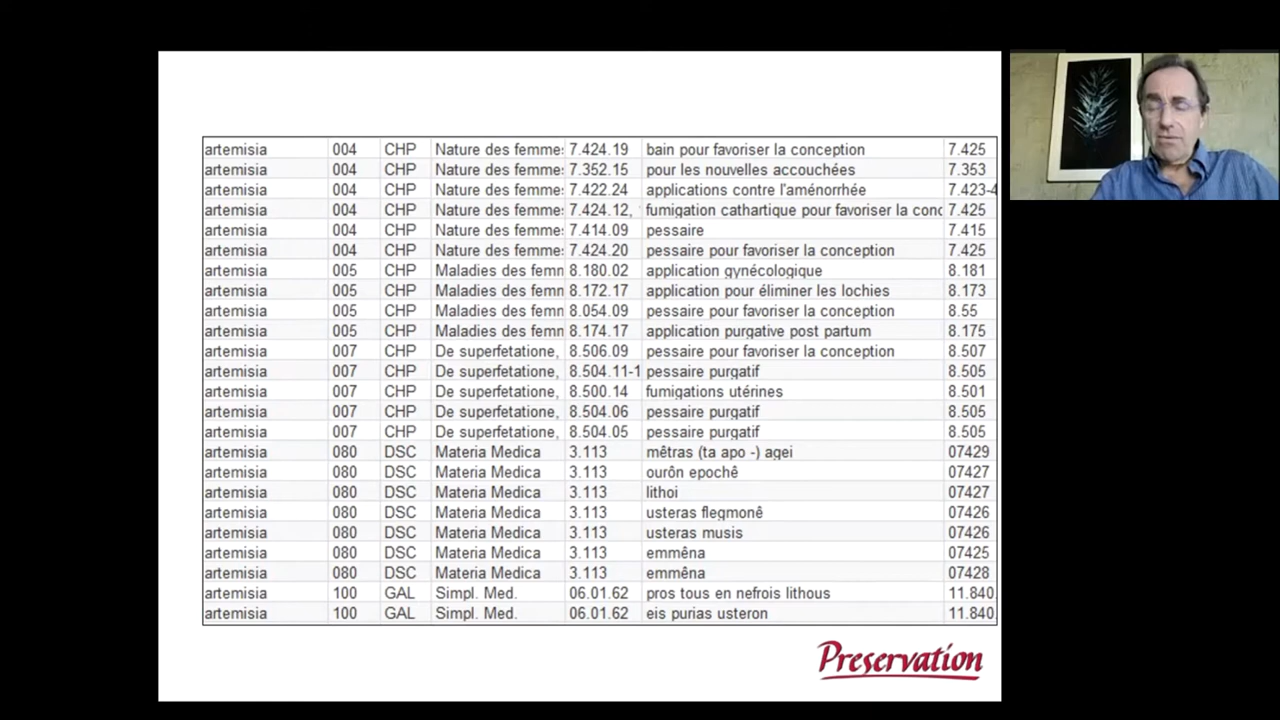 artemisia 004 CHP Nature des femmes 7.424.19 bain pour favoriser la conception 7.425
artemisia 004 CHP Nature des femmes 7.352.15 pour les nouvelles accouchées 7.353
artemisia 004 CHP Nature des femmes 7.422.24 applications contre l'aménorrhée 7.423-4
artemisia 004 CHP Nature des femmes 7.424.12, fumigation cathartique pour favoriser la conc 7.425
artemisia 004 CHP Nature des femmes 7.414.09 pessaire 7.415
artemisia 004 CHP Nature des femmes 7.424.20 pessaire pour favoriser la conception 7.425
artemisia 005 CHP Maladies des femm 8.180.02 application gynécologique 8.181
artemisia 005 CHP Maladies des femm 8.172.17 application pour éliminer les lochies 8.173
artemisia 005 CHP Maladies des femm 8.054.09 pessaire pour favoriser la conception 8.55
artemisia 005 CHP Maladies des femm 8.174.17 application purgative post partum 8.175
artemisia 007 CHP De superfetatione, 8.506.09 pessaire pour favoriser la conception 8.507
artemisia 007 CHP De superfetatione, 8.504.11-1 pessaire purgatif 8.505
artemisia 007 CHP De superfetatione, 8.500.14 fumigations utérines 8.501
artemisia 007 CHP De superfetatione, 8.504.06 pessaire purgatif 8.505
artemisia 007 CHP De superfetatione, 8.504.05 pessaire purgatif 8.505
artemisia 080 DSC Materia Medica 3.113 mêtras (ta apo -) agei 07429
artemisia 080 DSC Materia Medica 3.113 ourôn epochê 07427
artemisia 080 DSC Materia Medica 3.113 lithoi 07427
artemisia 080 DSC Materia Medica 3.113 usteras flegmonê 07426
artemisia 080 DSC Materia Medica 3.113 usteras musis 07426
artemisia 080 DSC Materia Medica 3.113 emmêna 07425
artemisia 080 DSC Materia Medica 3.113 emmêna 07428
artemisia 100 GAL Simpl. Med. 06.01.62 pros tous en nefrois lithous 11.840.
artemisia 100 GAL Simpl. Med. 06.01.62 eis purias usteron 11.840.
Preservation